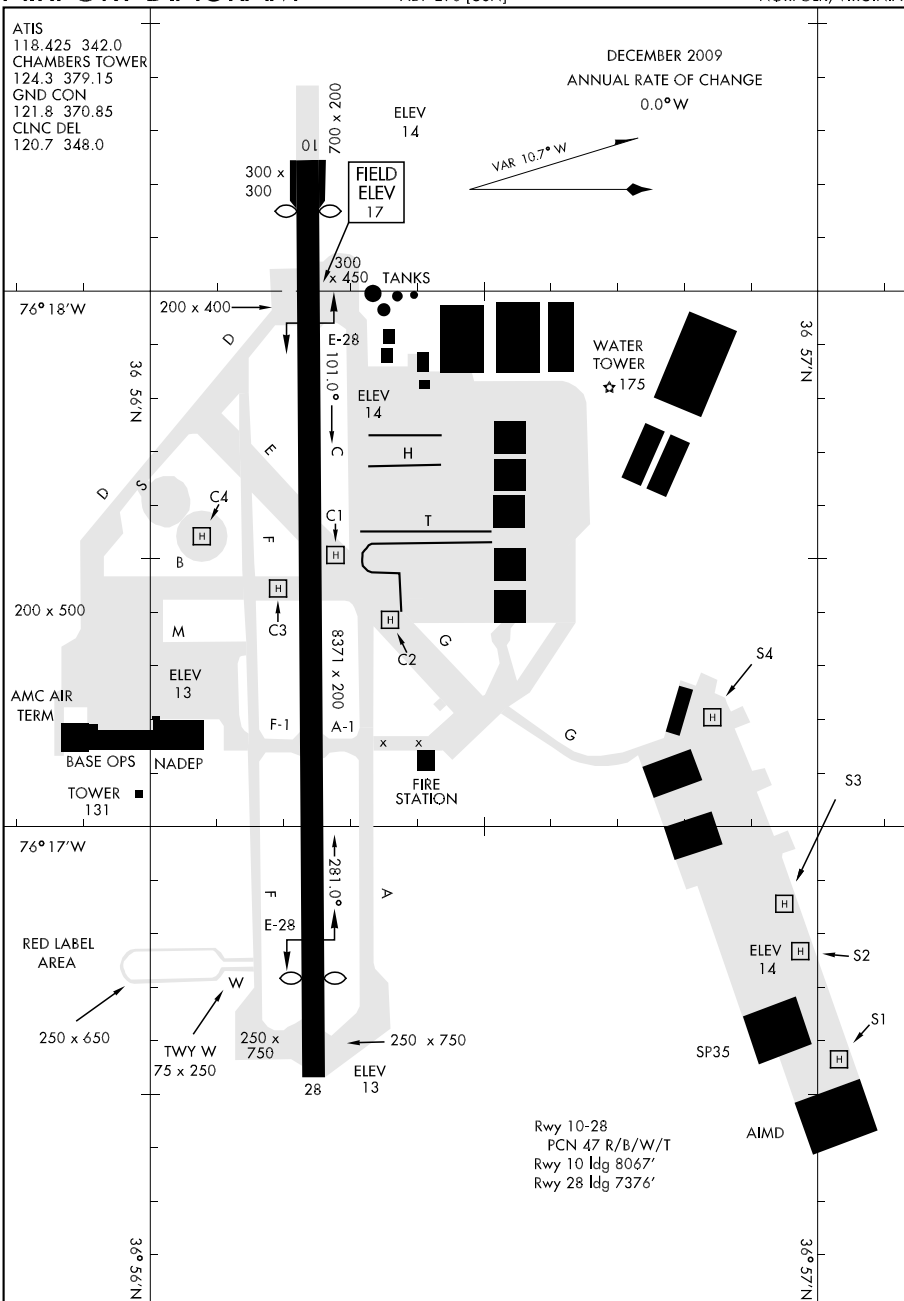 ATIS
118.425 342.0
CHAMBERS TOWER
124.3 379.15
GND CON
121.8 370.85
CLNC DEL
120.7 348.0
DECEMBER 2009
ANNUAL RATE OF CHANGE
0.0° W
VAR 10.7° W
ELEV
14
700 x 200
10
300 x
300
FIELD
ELEV
17
300
x 450
TANKS
76° 18'W
200 x 400
D
E-28
36 56'N
36 57'N
WATER
TOWER
175
101.0°
ELEV
14
C
E
H
D
S
C4
H
C1
H
T
F
B
H
C3
200 x 500
M
H
C2
G
8371 x 200
ELEV
13
S4
H
AMC AIR
TERM
F-1
A-1
x x
G
BASE OPS
NADEP
FIRE
STATION
TOWER
131
S3
76° 17'W
281.0°
F
A
H
E-28
RED LABEL
AREA
ELEV
14
H
S2
W
250 x 650
TWY W
75 x 250
250 x
750
250 x 750
SP35
S1
H
ELEV
13
28
Rwy 10-28
PCN 47 R/B/W/T
Rwy 10 ldg 8067'
Rwy 28 ldg 7376'
AIMD
36° 56'N
36° 57'N